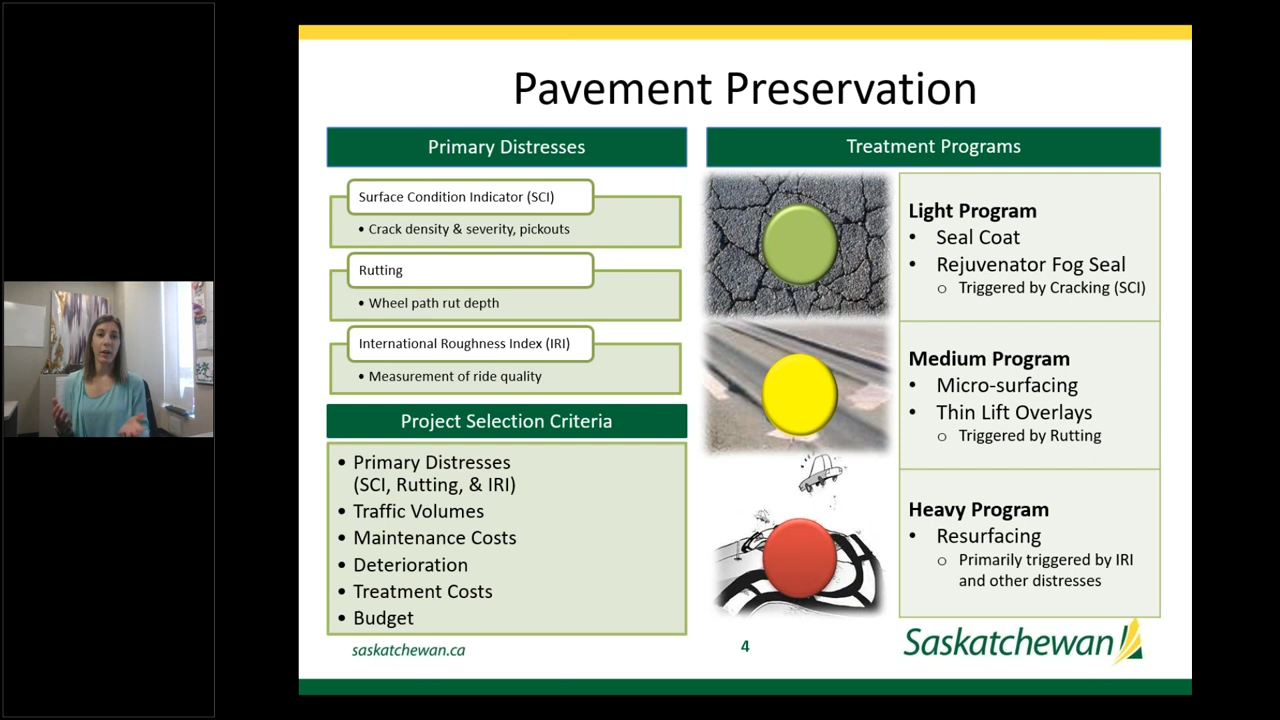 Pavement Preservation
Primary Distresses
Surface Condition Indicator (SCI)
• Crack density & severity, pickouts
Rutting
• Wheel path rut depth
International Roughness Index (IRI)
• Measurement of ride quality
Project Selection Criteria
• Primary Distresses
(SCI, Rutting, & IRI)
• Traffic Volumes
• Maintenance Costs
• Deterioration
• Treatment Costs
• Budget
Treatment Programs
Light Program
• Seal Coat
• Rejuvenator Fog Seal
o Triggered by Cracking (SCI)
Medium Program
• Micro-surfacing
• Thin Lift Overlays
o Triggered by Rutting
Heavy Program
• Resurfacing
o Primarily triggered by IRI
and other distresses
saskatchewan.ca
4
Saskatchewan